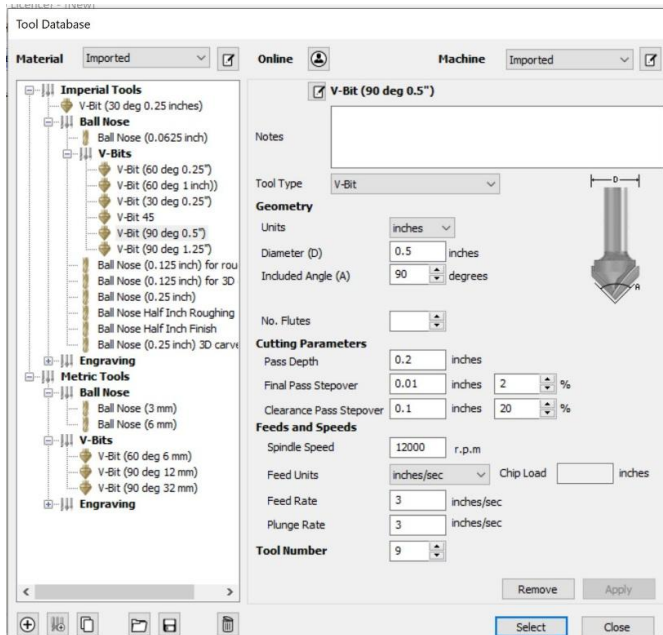 Licencer - [New]
Tool Database
Material Imported Online Machine Imported
Imperial Tools
V-Bit (30 deg 0.25 inches)
Ball Nose
Ball Nose (0.0625 inch)
V-Bits
V-Bit (60 deg 0.25")
V-Bit (60 deg 1 inch))
V-Bit (30 deg 0.25")
V-Bit 45
V-Bit (90 deg 0.5")
V-Bit (90 deg 1.25")
Ball Nose (0.125 inch) for rou
Ball Nose (0.125 inch) for 3D
Ball Nose (0.25 inch)
Ball Nose Half Inch Roughing
Ball Nose Half Inch Finish
Ball Nose (0.25 inch) 3D carve
Engraving
Metric Tools
Ball Nose
Ball Nose (3 mm)
Ball Nose (6 mm)
V-Bits
V-Bit (60 deg 6 mm)
V-Bit (90 deg 12 mm)
V-Bit (90 deg 32 mm)
Engraving
V-Bit (90 deg 0.5")
Notes
Tool Type V-Bit
D
A
Geometry
Units inches
Diameter (D) 0.5 inches
Included Angle (A) 90 degrees
No. Flutes
Cutting Parameters
Pass Depth 0.2 inches
Final Pass Stepover 0.01 inches 2 %
Clearance Pass Stepover 0.1 inches 20 %
Feeds and Speeds
Spindle Speed 12000 r.p.m
Feed Units inches/sec Chip Load inches
Feed Rate 3 inches/sec
Plunge Rate 3 inches/sec
Tool Number 9
Remove Apply
Select Close